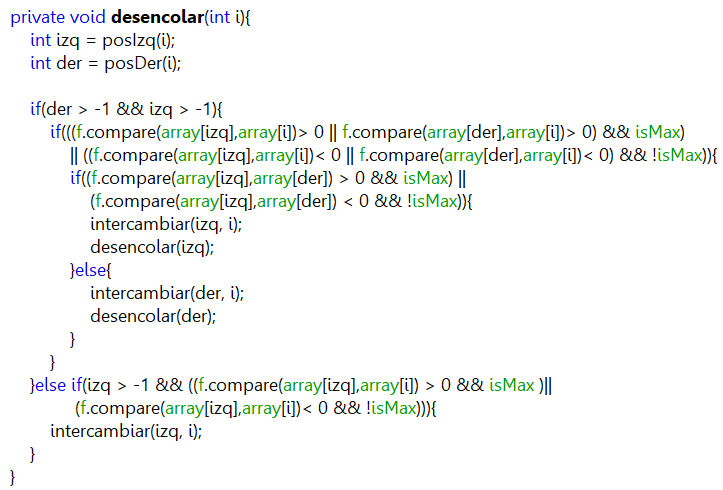 private void desencolar(int i){
int izq = posIzq(i);
int der = posDer(i);
if(der > -1 && izq > -1){
if(((f.compare(array[izq],array[i])> 0 || f.compare(array[der],array[i])> 0) && isMax)
|| ((f.compare(array[izq],array[i])< 0 || f.compare(array[der],array[i])< 0) && !isMax)){
if((f.compare(array[izq],array[der]) > 0 && isMax) ||
(f.compare(array[izq],array[der]) < 0 && !isMax)){
intercambiar(izq, i);
desencolar(izq);
}else{
intercambiar(der, i);
desencolar(der);
}
}
}else if(izq > -1 && ((f.compare(array[izq],array[i]) > 0 && isMax )||
(f.compare(array[izq],array[i])< 0 && !isMax))){
intercambiar(izq, i);
}
}